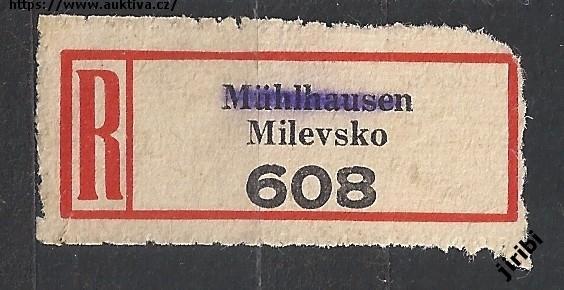 https://www.auktiva.cz/
R
Mühlhausen
Milevsko
608
jiribi